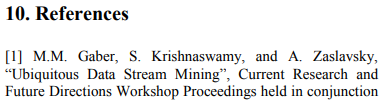 10. References
[1] M.M. Gaber, S. Krishnaswamy, and A. Zaslavsky,
“Ubiquitous Data Stream Mining”, Current Research and
Future Directions Workshop Proceedings held in conjunction